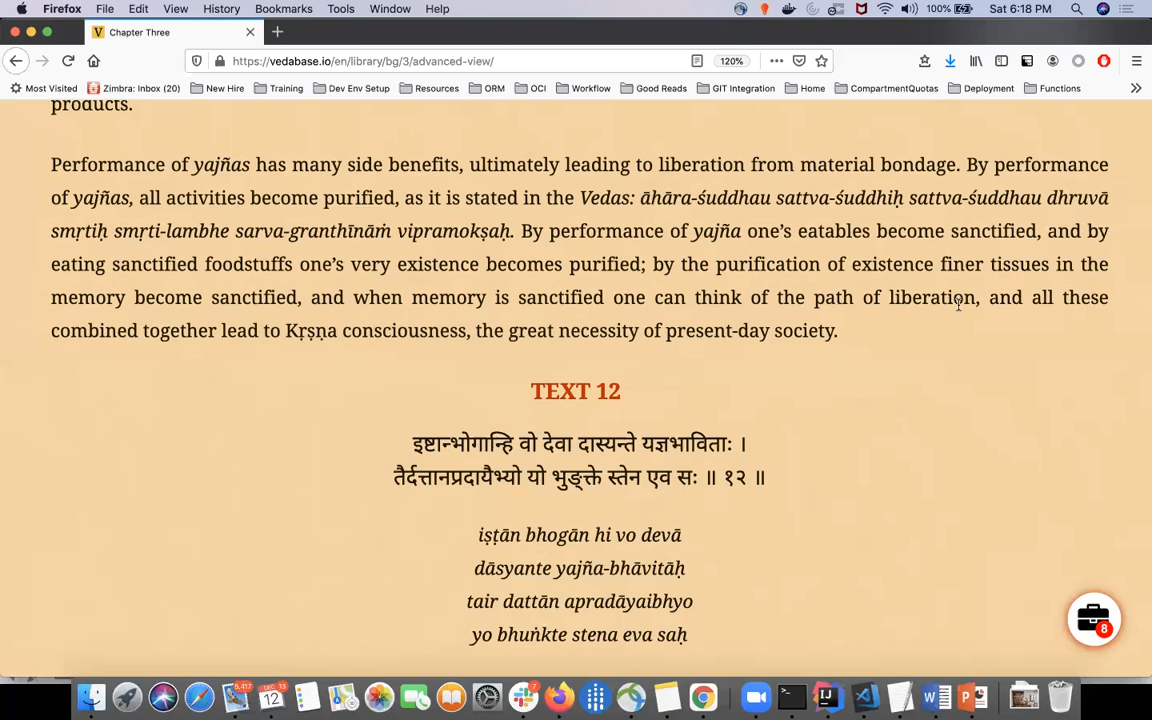 Firefox File Edit View History Bookmarks Tools Window Help 100% Sat 6:18 PM
V Chapter Three
https://vedabase.io/en/library/bg/3/advanced-view/ 120%
Most Visited Zimbra: Inbox (20) New Hire Training Dev Env Setup Resources ORM OCI Workflow Good Reads GIT Integration Home CompartmentQuotas Deployment Functions
products.
Performance of yajñas has many side benefits, ultimately leading to liberation from material bondage. By performance
of yajñas, all activities become purified, as it is stated in the Vedas: āhāra-śuddhau sattva-śuddhiḥ sattva-śuddhau dhruvā
smṛtiḥ smṛti-lambhe sarva-granthīnāṁ vipramokṣaḥ. By performance of yajña one’s eatables become sanctified, and by
eating sanctified foodstuffs one’s very existence becomes purified; by the purification of existence finer tissues in the
memory become sanctified, and when memory is sanctified one can think of the path of liberation, and all these
combined together lead to Kṛṣṇa consciousness, the great necessity of present-day society.
TEXT 12
इष्टान्भोगान्हि वो देवा दास्यन्ते यज्ञभाविताः ।
तैर्दत्तानप्रदायैभ्यो यो भुङ्क्ते स्तेन एव सः ॥ १२ ॥
iṣṭān bhogān hi vo devā
dāsyante yajña-bhāvitāḥ
tair dattān apradāyaibhyo
yo bhuṅkte stena eva saḥ
8
5,417
DEC 13
12
7